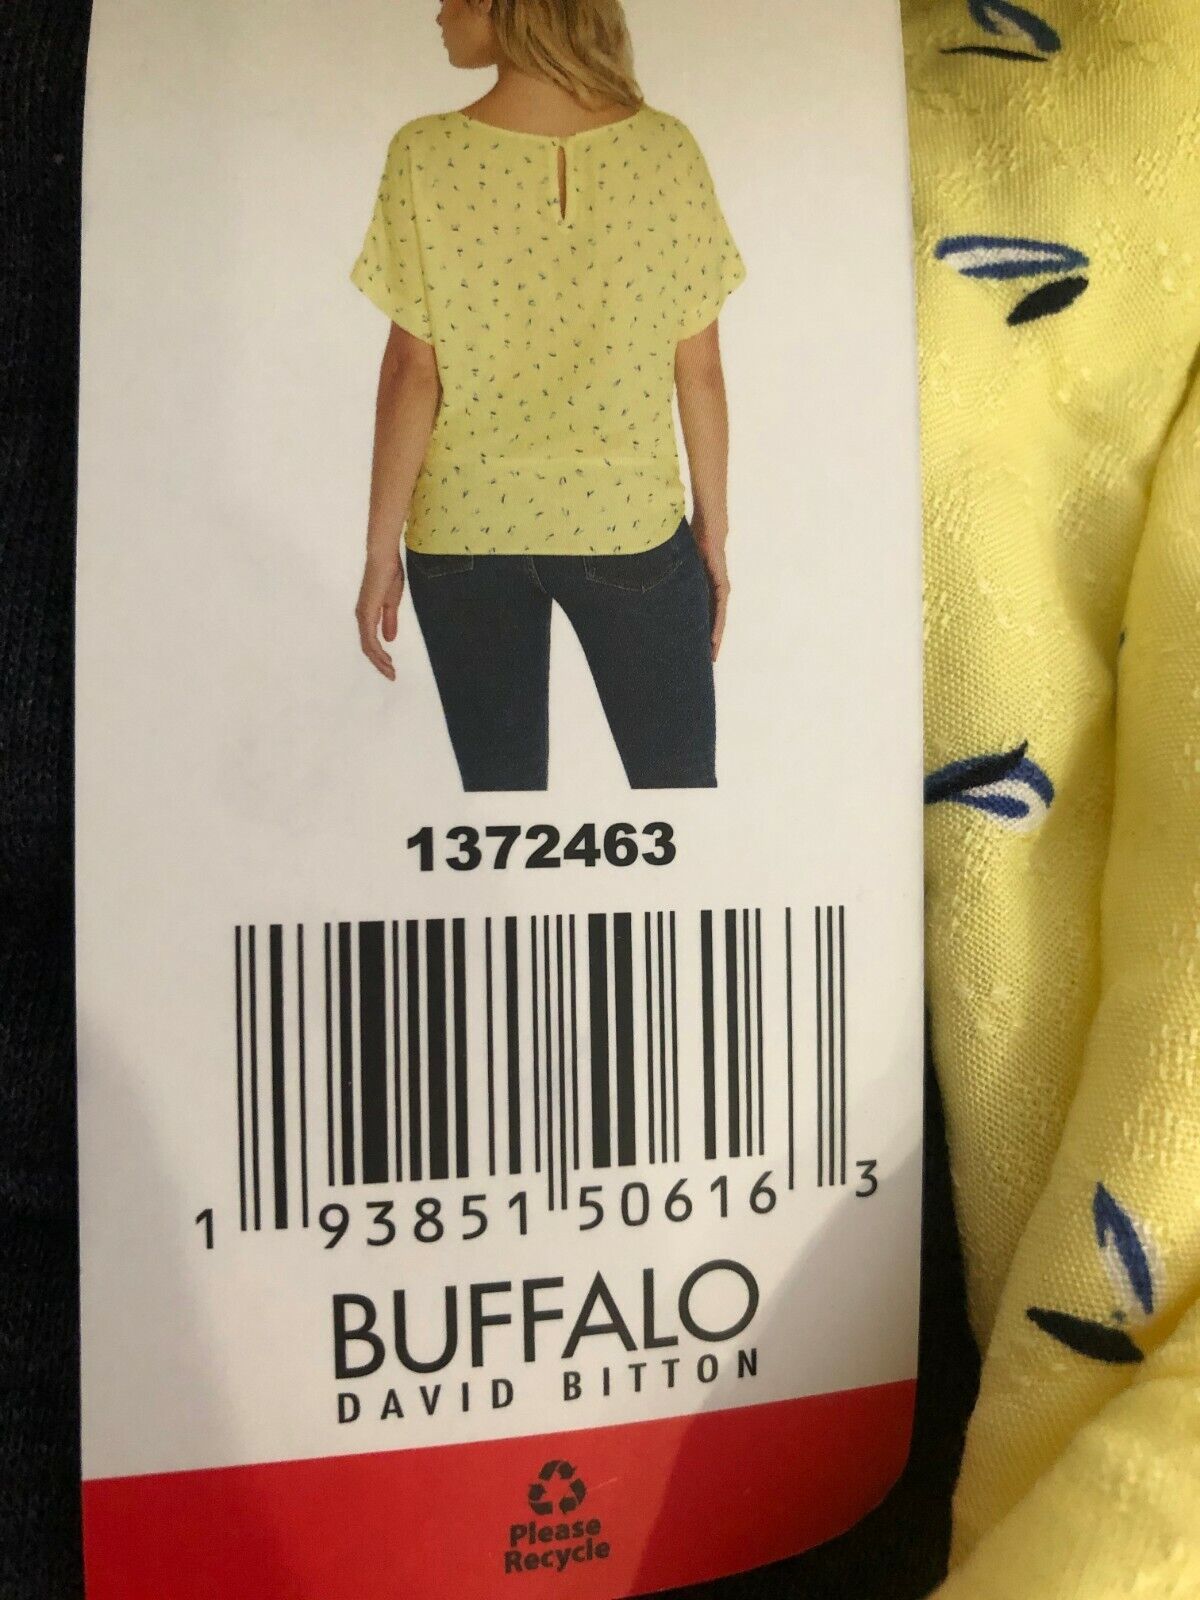 1372463
1 93851 50616 3
BUFFALO
DAVID BITTON
Please
Recycle